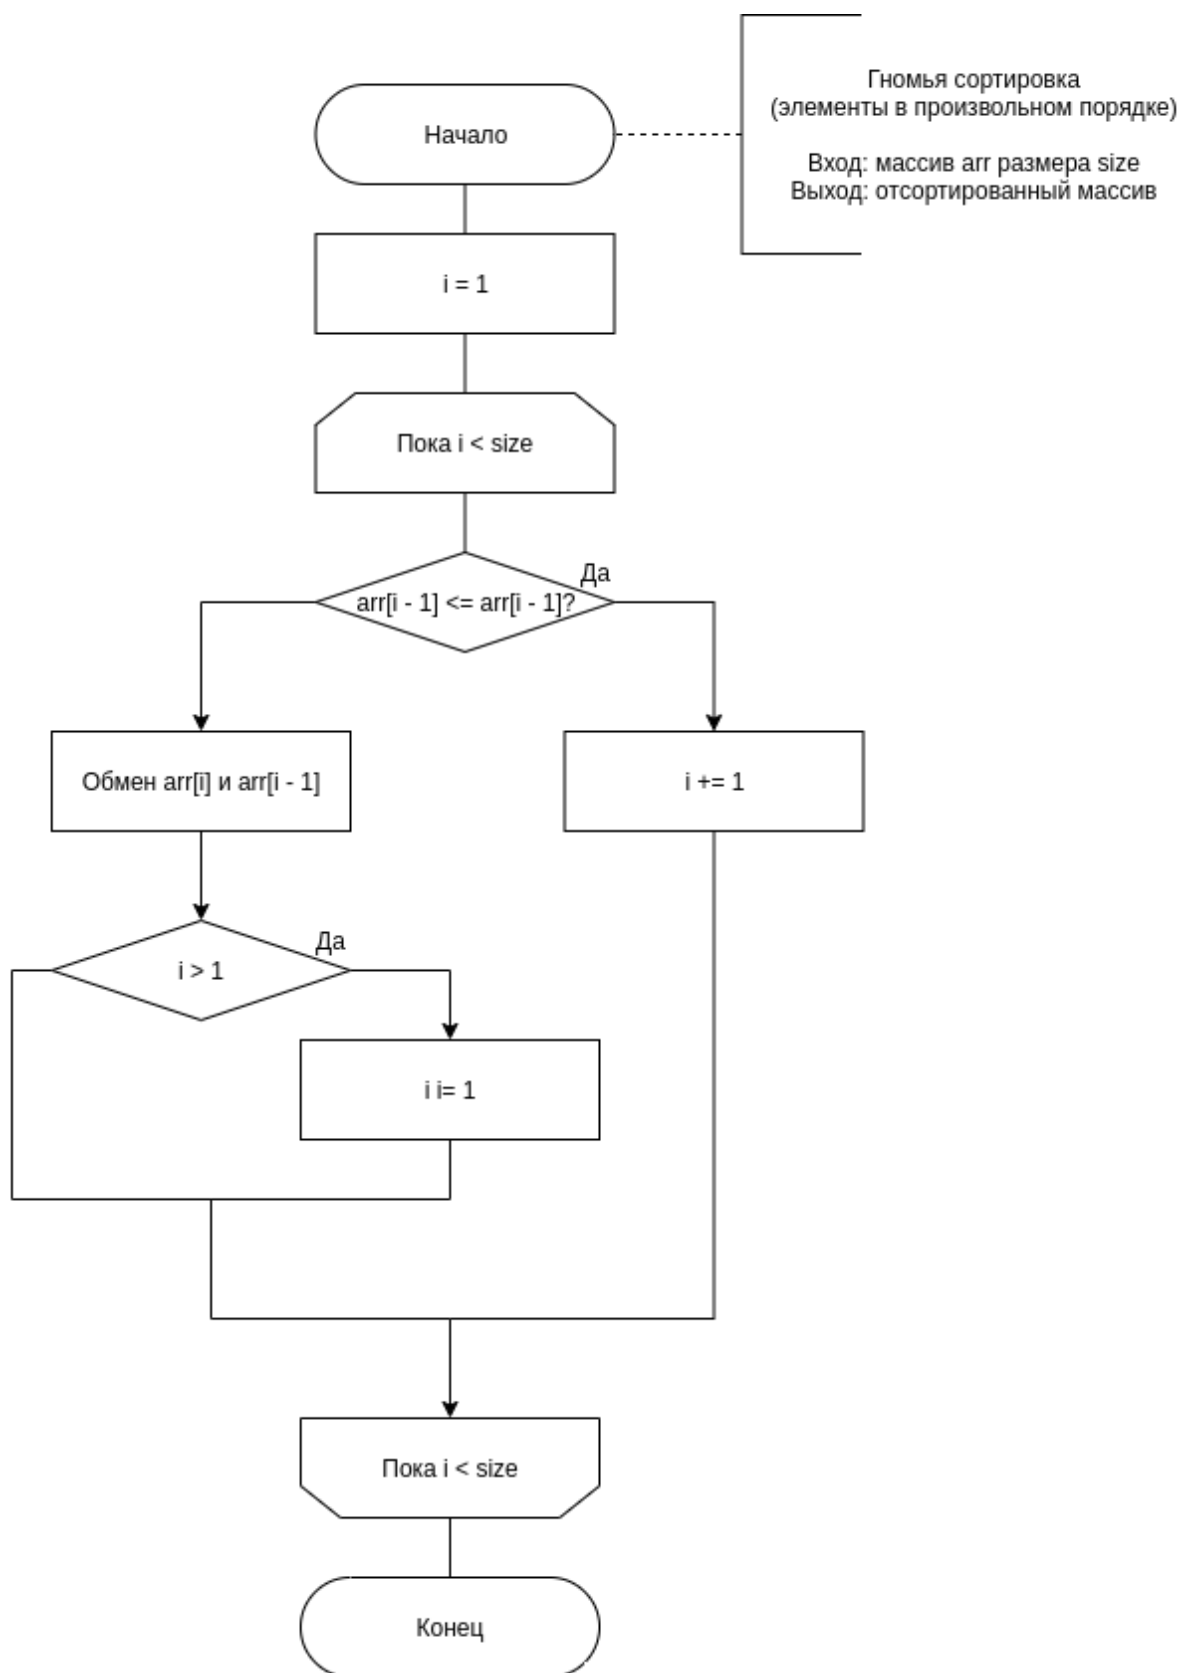 Гномья сортировка
(элементы в произвольном порядке)
Вход: массив arr размера size
Выход: отсортированный массив
Начало
i = 1
Пока i < size
Да
arr[i - 1] <= arr[i - 1]?
Обмен arr[i] и arr[i - 1]
i += 1
Да
i > 1
i i= 1
Пока i < size
Конец